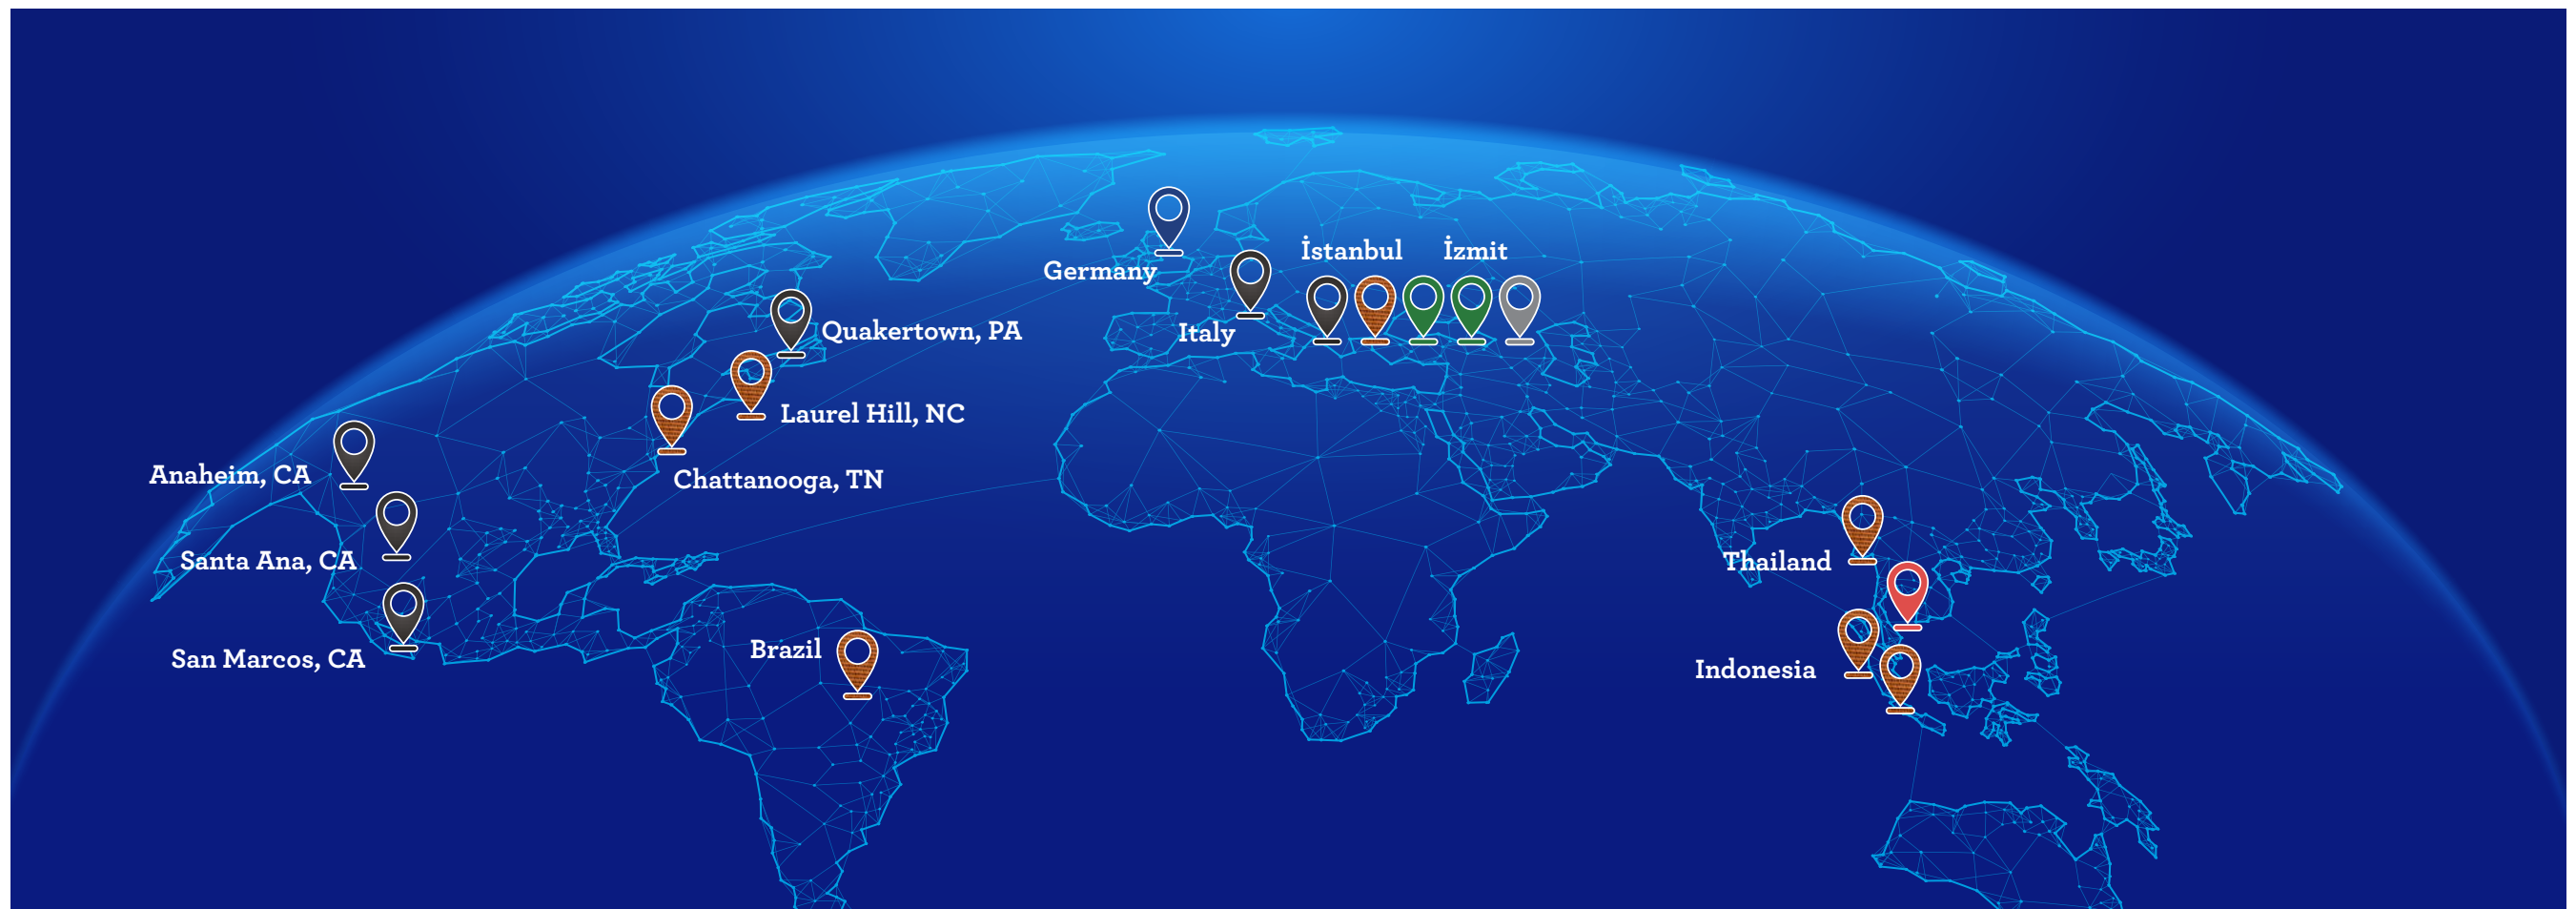 İstanbul
İzmit
Germany
Italy
Quakertown, PA
Laurel Hill, NC
Anaheim, CA
Chattanooga, TN
Santa Ana, CA
Thailand
Brazil
San Marcos, CA
Indonesia